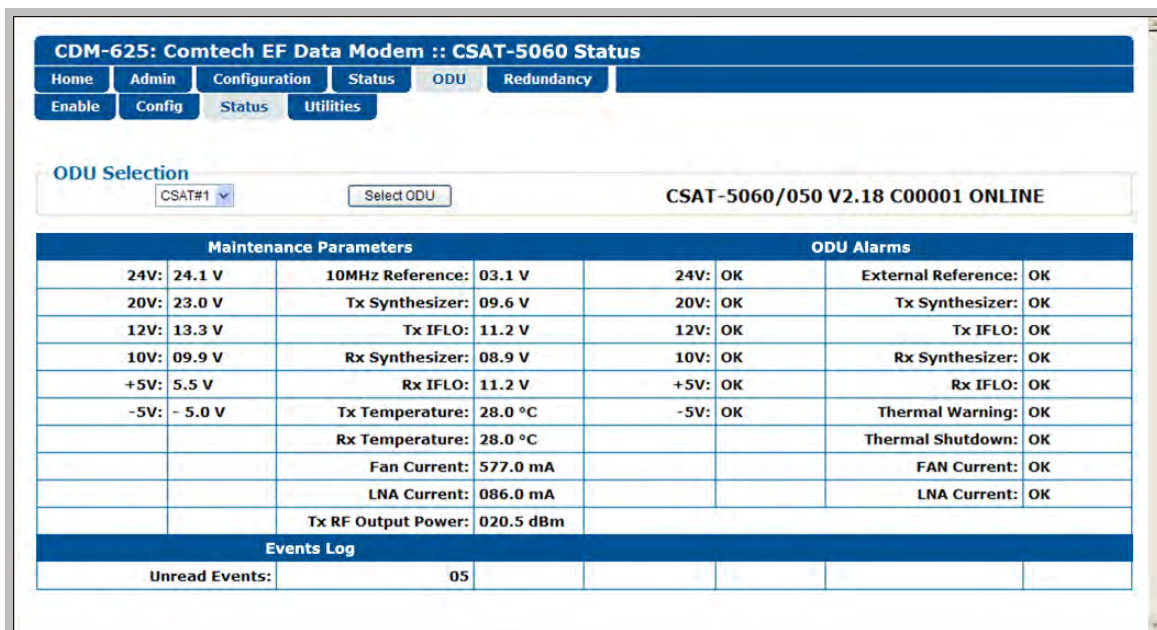 CDM-625: Comtech EF Data Modem :: CSAT-5060 Status
Home Admin Configuration Status ODU Redundancy
Enable Config Status Utilities
ODU Selection
CSAT#1 Select ODU CSAT-5060/050 V2.18 C00001 ONLINE
Maintenance Parameters ODU Alarms
24V: 24.1 V 10MHz Reference: 03.1 V 24V: OK External Reference: OK
20V: 23.0 V Tx Synthesizer: 09.6 V 20V: OK Tx Synthesizer: OK
12V: 13.3 V Tx IFLO: 11.2 V 12V: OK Tx IFLO: OK
10V: 09.9 V Rx Synthesizer: 08.9 V 10V: OK Rx Synthesizer: OK
+5V: 5.5 V Rx IFLO: 11.2 V +5V: OK Rx IFLO: OK
-5V: - 5.0 V Tx Temperature: 28.0 °C -5V: OK Thermal Warning: OK
Rx Temperature: 28.0 °C Thermal Shutdown: OK
Fan Current: 577.0 mA FAN Current: OK
LNA Current: 086.0 mA LNA Current: OK
Tx RF Output Power: 020.5 dBm
Events Log
Unread Events: 05